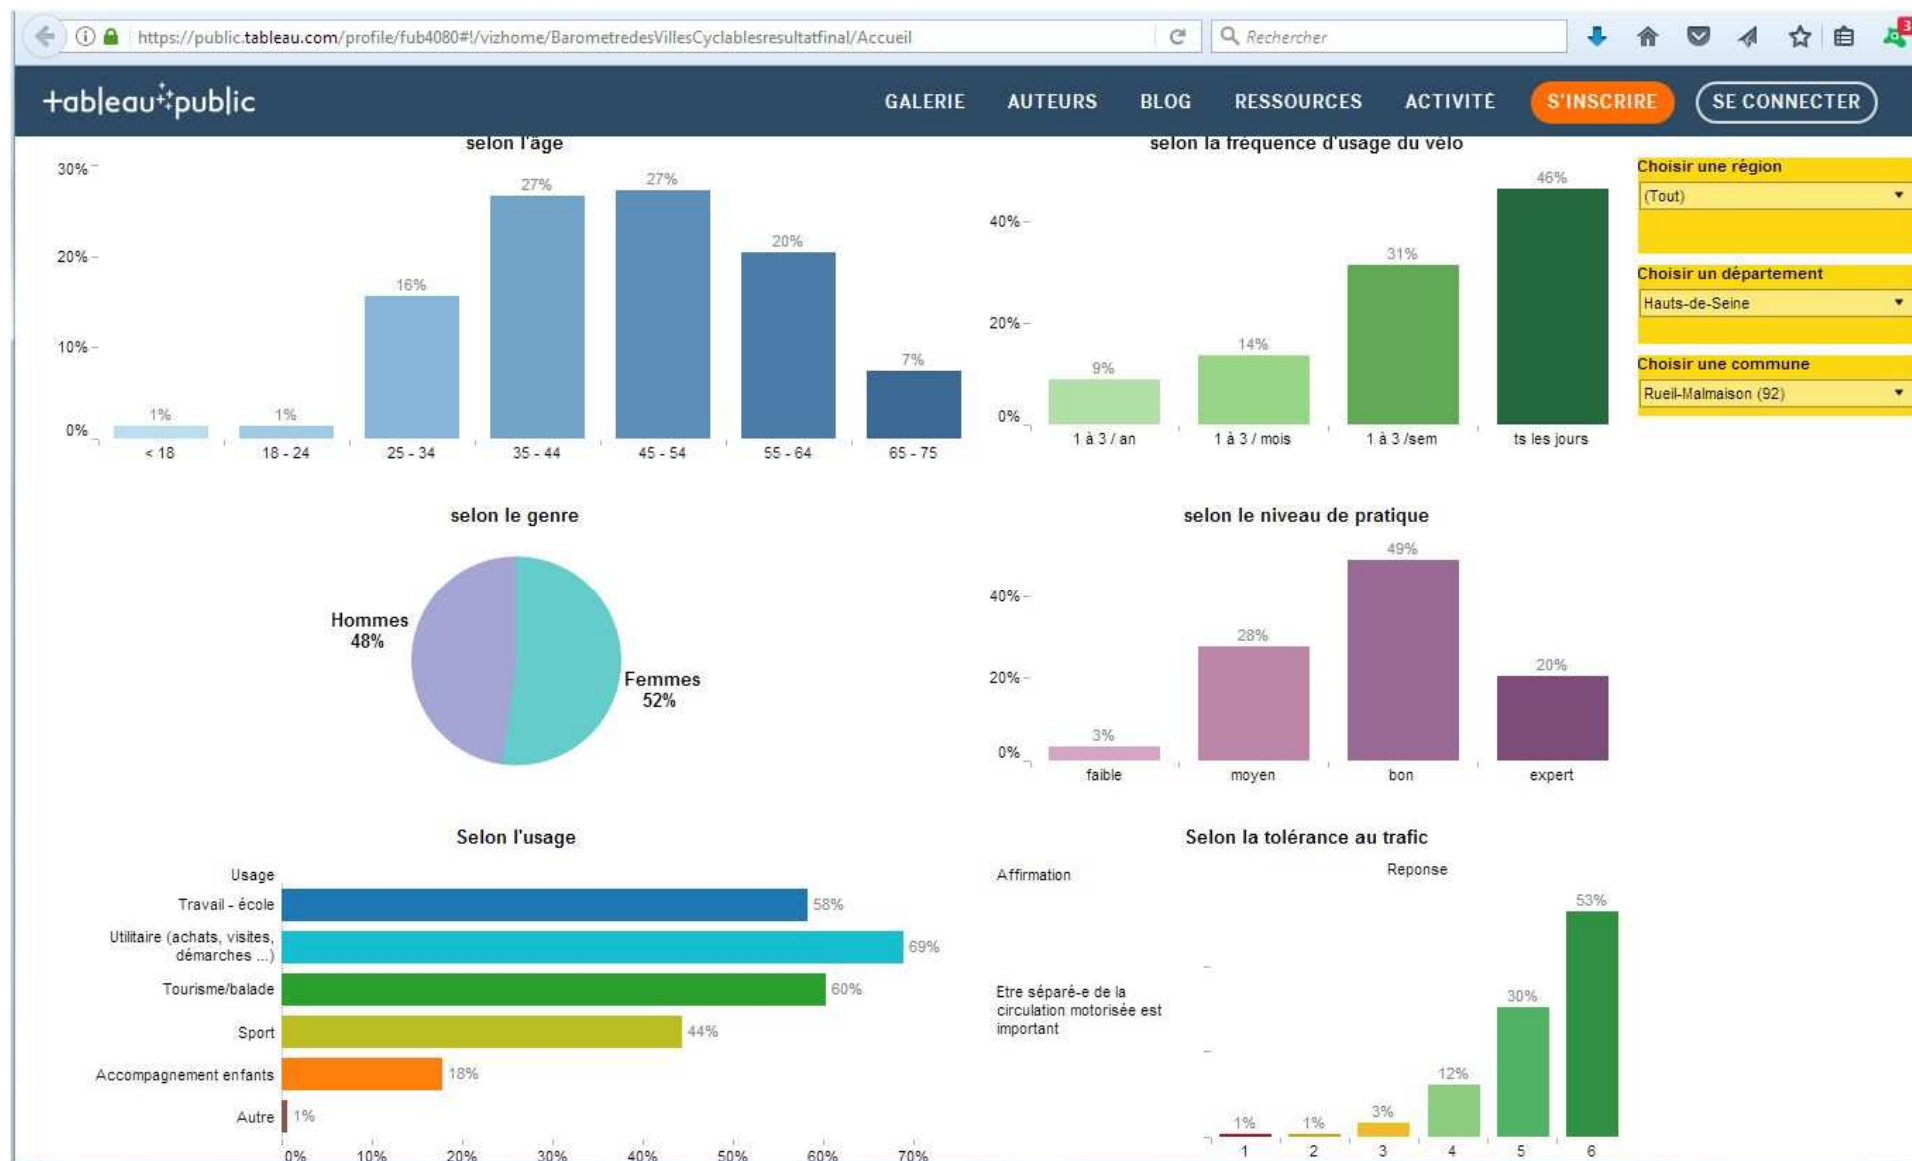 https://public.tableau.com/profile/fub4080#!/vizhome/BarometredesVillesCyclablesresultatfinal/Accueil
Rechercher
3
+ableau public
GALERIE AUTEURS BLOG RESSOURCES ACTIVITÉ S'INSCRIRE SE CONNECTER
selon l'âge
30%
20%
10%
0%
1%
1%
16%
27%
27%
20%
7%
< 18
18 - 24
25 - 34
35 - 44
45 - 54
55 - 64
65 - 75
selon la fréquence d'usage du vélo
40%
20%
0%
9%
14%
31%
46%
1 à 3 / an
1 à 3 / mois
1 à 3 /sem
ts les jours
Choisir une région
(Tout)
Choisir un département
Hauts-de-Seine
Choisir une commune
Rueil-Malmaison (92)
selon le genre
Hommes
48%
Femmes
52%
selon le niveau de pratique
40%
20%
0%
3%
28%
49%
20%
faible
moyen
bon
expert
Selon l'usage
Usage
Travail - école
58%
Utilitaire (achats, visites,
démarches ...)
69%
Tourisme/balade
60%
Sport
44%
Accompagnement enfants
18%
Autre
1%
0%
10%
20%
30%
40%
50%
60%
70%
Selon la tolérance au trafic
Affirmation
Reponse
Etre séparé-e de la
circulation motorisée est
important
1%
1%
3%
12%
30%
53%
1
2
3
4
5
6